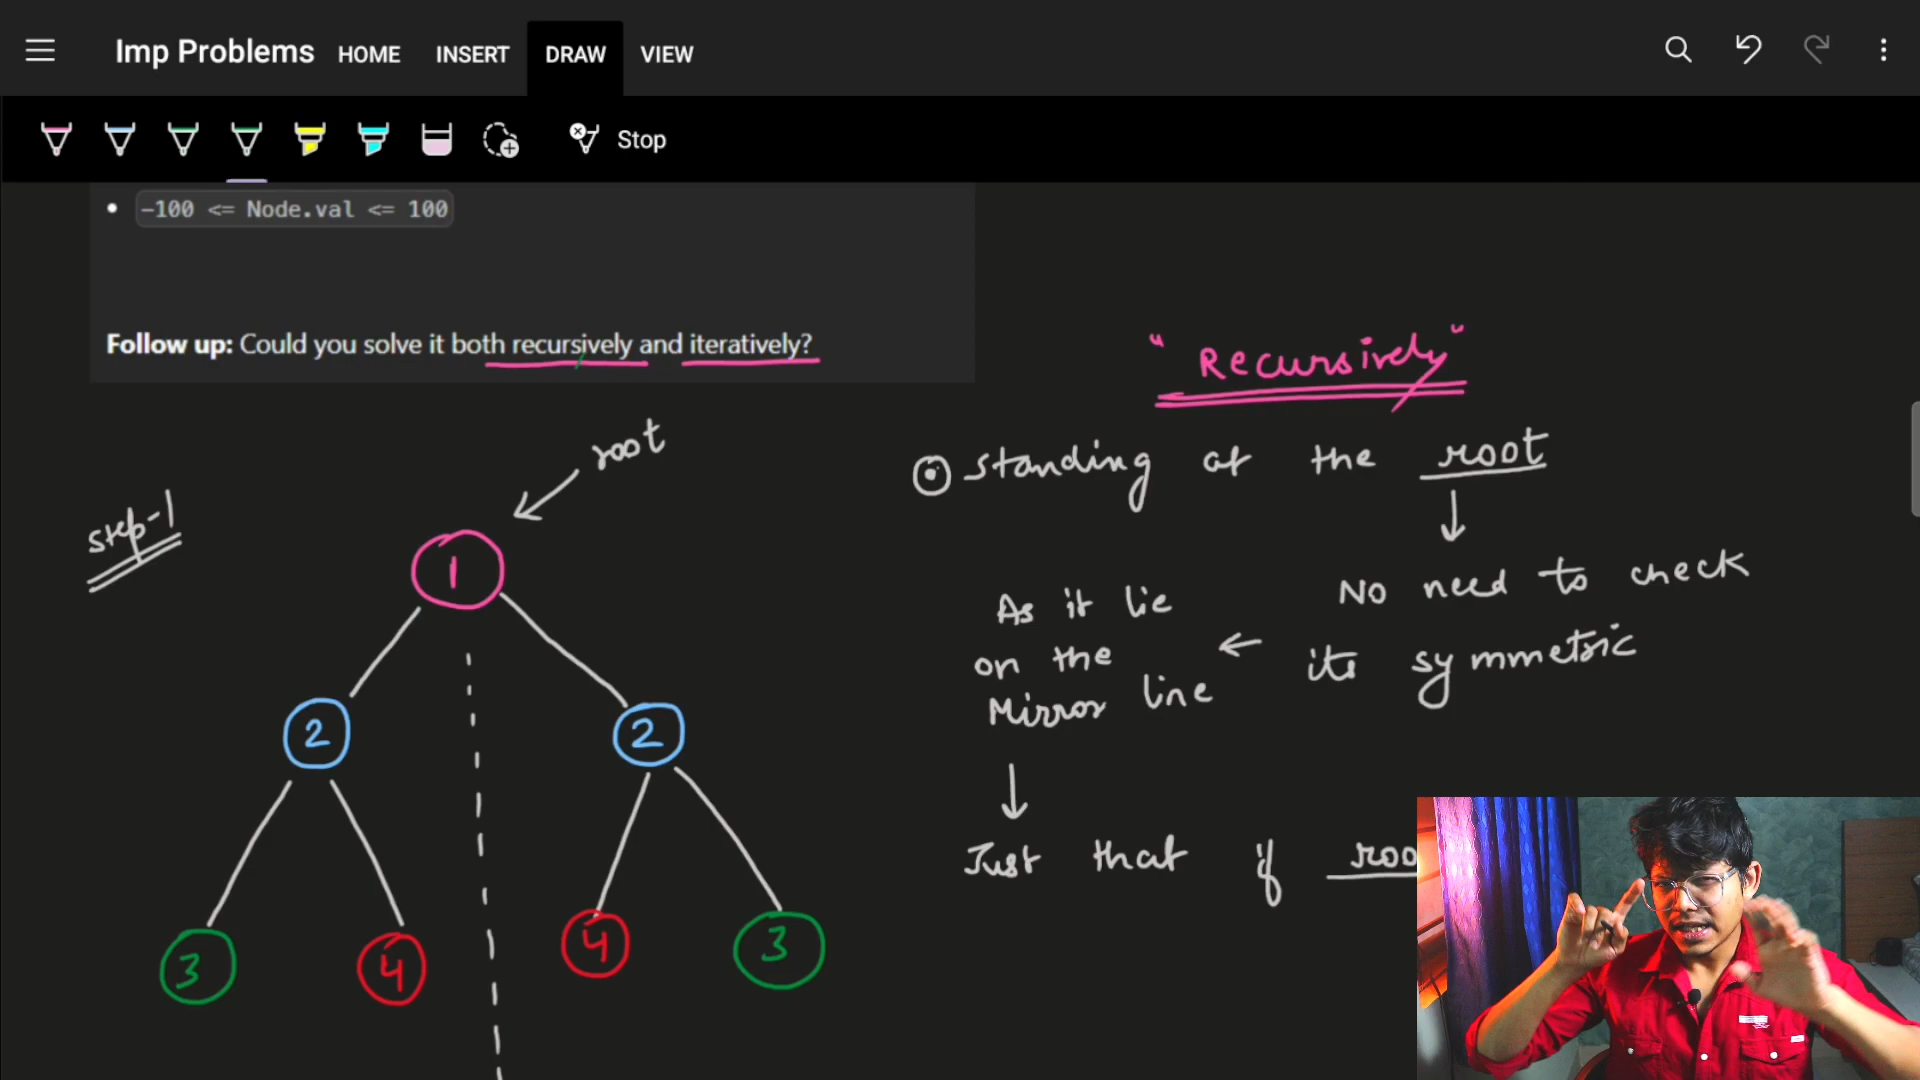 Imp Problems HOME INSERT DRAW VIEW
Stop
-100 <= Node.val <= 100
Follow up: Could you solve it both recursively and iteratively?
"Recursively"
root
standing at the root
step-1
1
No need to check
As it lie
on the
its symmetric
Mirror line
2 2
Just that if
3 4 4 3